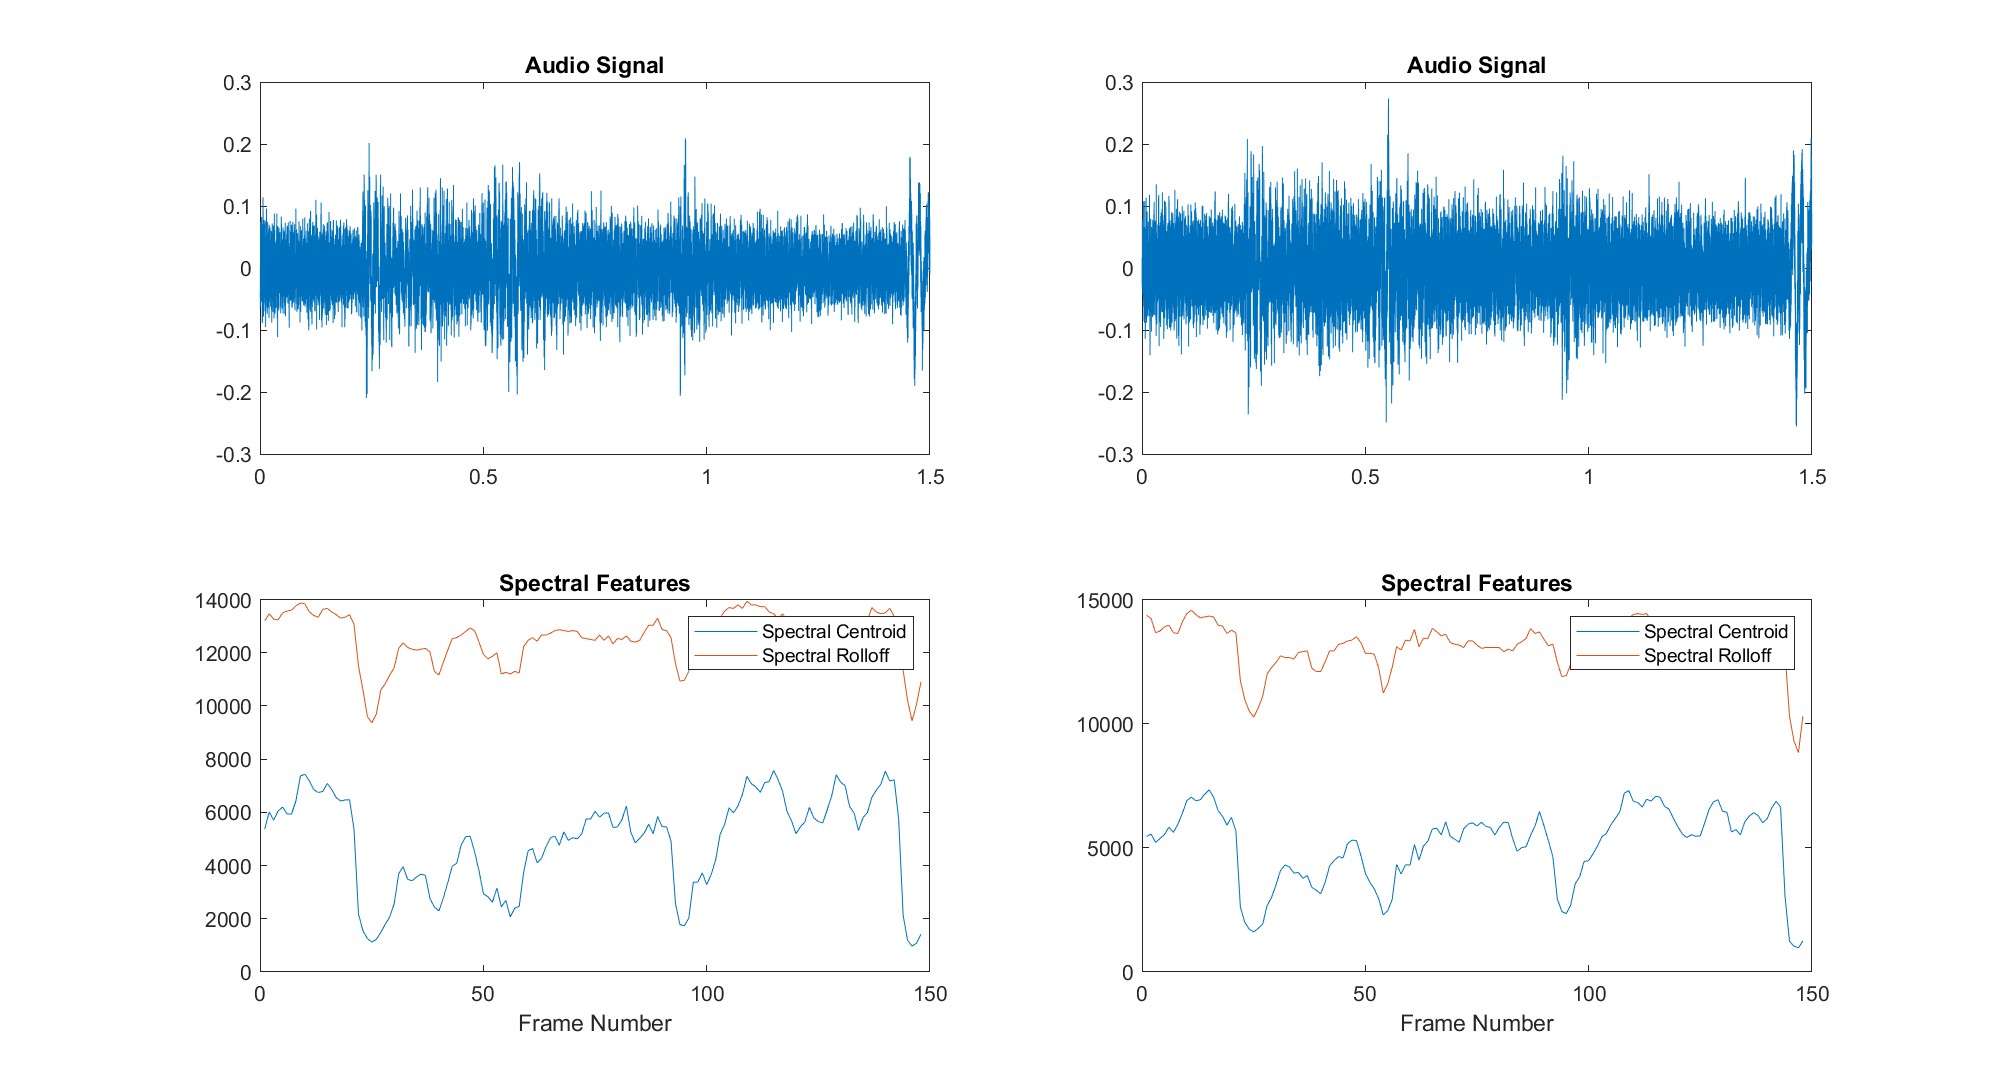 Audio Signal
0.3
0.2
0.1
0
-0.1
-0.2
-0.3
0 0.5 1 1.5
Audio Signal
0.3
0.2
0.1
0
-0.1
-0.2
-0.3
0 0.5 1 1.5
Spectral Features
14000
12000
10000
8000
6000
4000
2000
0
Spectral Centroid
Spectral Rolloff
0 50 100 150
Frame Number
Spectral Features
15000
10000
5000
0
Spectral Centroid
Spectral Rolloff
0 50 100 150
Frame Number